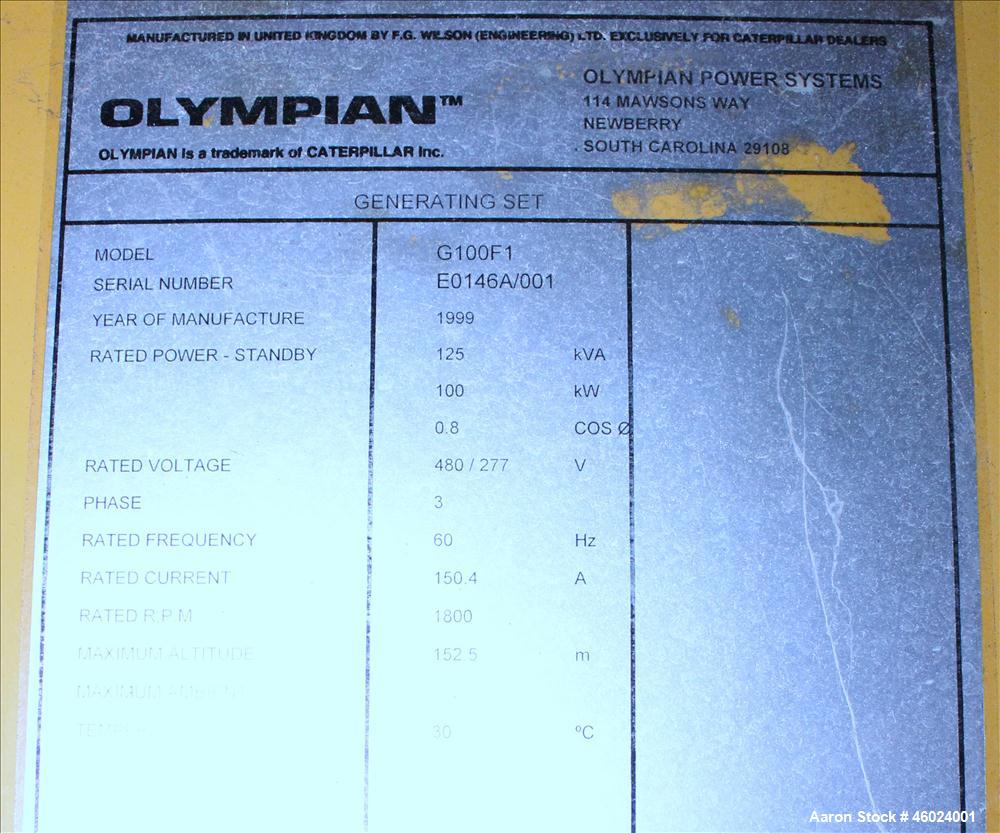 MANUFACTURED IN UNITED KINGDOM BY F.G. WILSON (ENGINEERING) LTD. EXCLUSIVELY FOR CATERPILLAR DEALERS
OLYMPIAN™
OLYMPIAN is a trademark of CATERPILLAR Inc.
OLYMPIAN POWER SYSTEMS
114 MAWSONS WAY
NEWBERRY
. SOUTH CAROLINA 29108
GENERATING SET
MODEL G100F1
SERIAL NUMBER E0146A/001
YEAR OF MANUFACTURE 1999
RATED POWER - STANDBY 125 kVA
100 kW
0.8 COS Ø
RATED VOLTAGE 480 / 277 V
PHASE 3
RATED FREQUENCY 60 Hz
RATED CURRENT 150.4 A
RATED R.P.M 1800
MAXIMUM ALTITUDE 152.5 m
MAXIMUM AMBIENT
30 ºC
Aaron Stock # 46024001